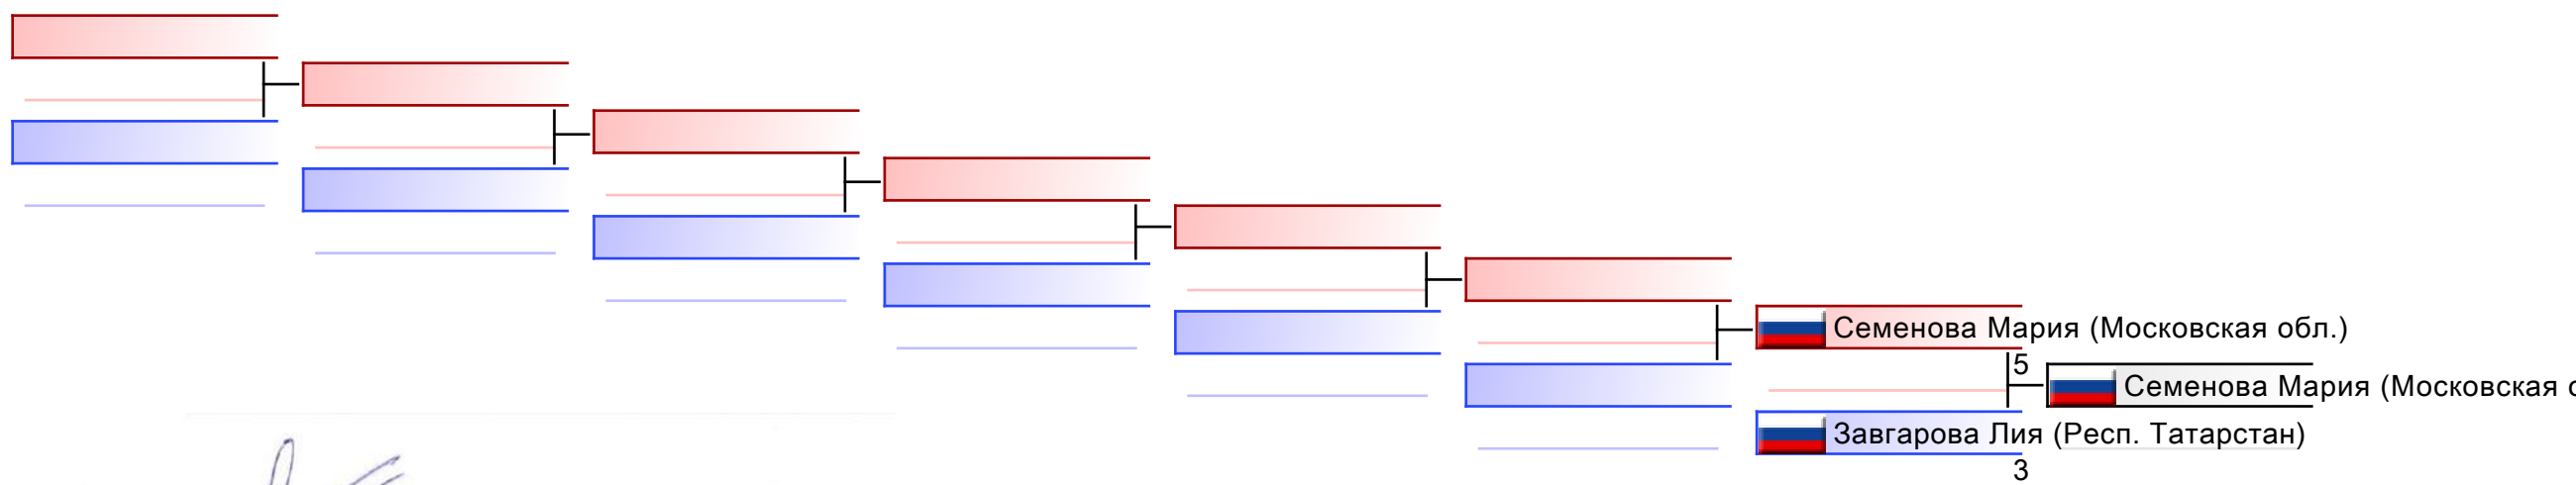 Семенова Мария (Московская обл.)
5
Семенова Мария (Московская
Завгарова Лия (Респ. Татарстан)
3